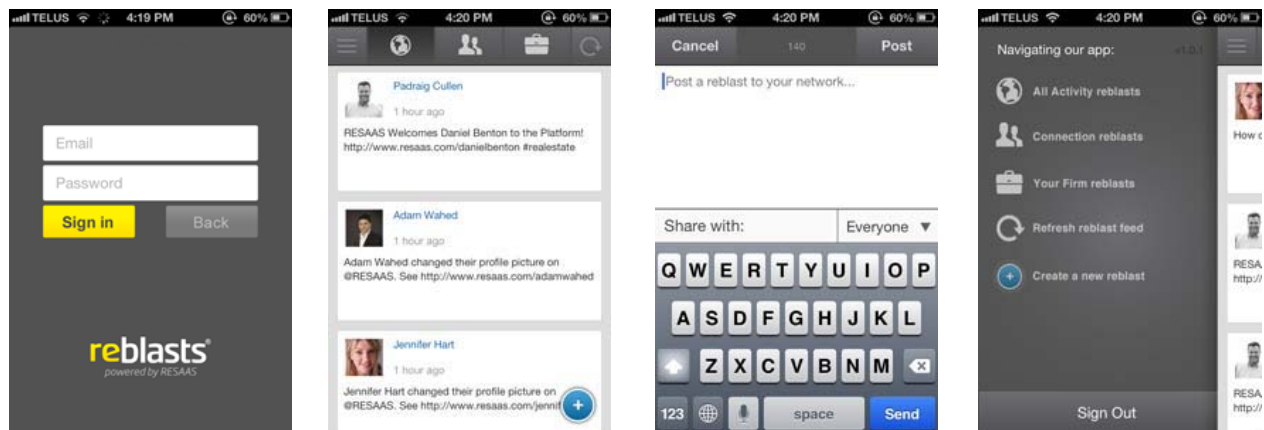 TELUS 4:19 PM 60%
Email
Password
Sign in Back
reblasts
powered by RESAAS
TELUS 4:20 PM 60%
Padraig Cullen
1 hour ago
RESAAS Welcomes Daniel Benton to the Platform!
http://www.resaas.com/danielbenton #realestate
Adam Wahed
1 hour ago
Adam Wahed changed their profile picture on
@RESAAS. See http://www.resaas.com/adamwahed
Jennifer Hart
1 hour ago
Jennifer Hart changed their profile picture on
@RESAAS. See http://www.resaas.com/jennif
TELUS 4:20 PM 60%
Cancel 140 Post
Post a reblast to your network...
Share with: Everyone ▼
Q W E R T Y U I O P
A S D F G H J K L
Z X C V B N M
123 space Send
TELUS 4:20 PM 60%
Navigating our app: v1.0.1
All Activity reblasts
Connection reblasts
Your Firm reblasts
Refresh reblast feed
Create a new reblast
Sign Out
How
RESA
http://
RESA
http://